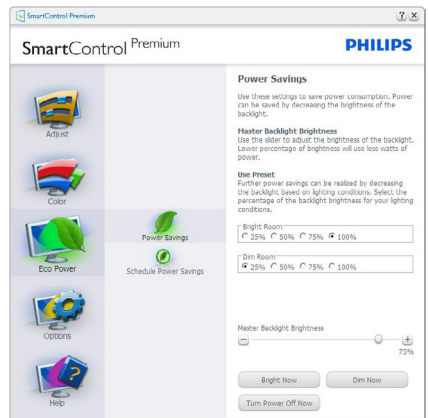 SmartControl Premium
SmartControl Premium
PHILIPS
Adjust
Color
Eco Power
Options
Help
Power Savings
Schedule Power Savings
Power Savings
Use these settings to save power consumption. Power
can be saved by decreasing the brightness of the
backlight.
Master Backlight Brightness
Use the slider to adjust the brightness of the backlight.
Lower percentage of brightness will use less watts of
power.
Use Preset
Further power savings can be realized by decreasing
the backlight based on lighting conditions. Select the
percentage of the backlight brightness for your lighting
conditions.
Bright Room
25% 50% 75% 100%
Dim Room
25% 50% 75% 100%
Master Backlight Brightness
75%
Bright Now Dim Now
Turn Power Off Now